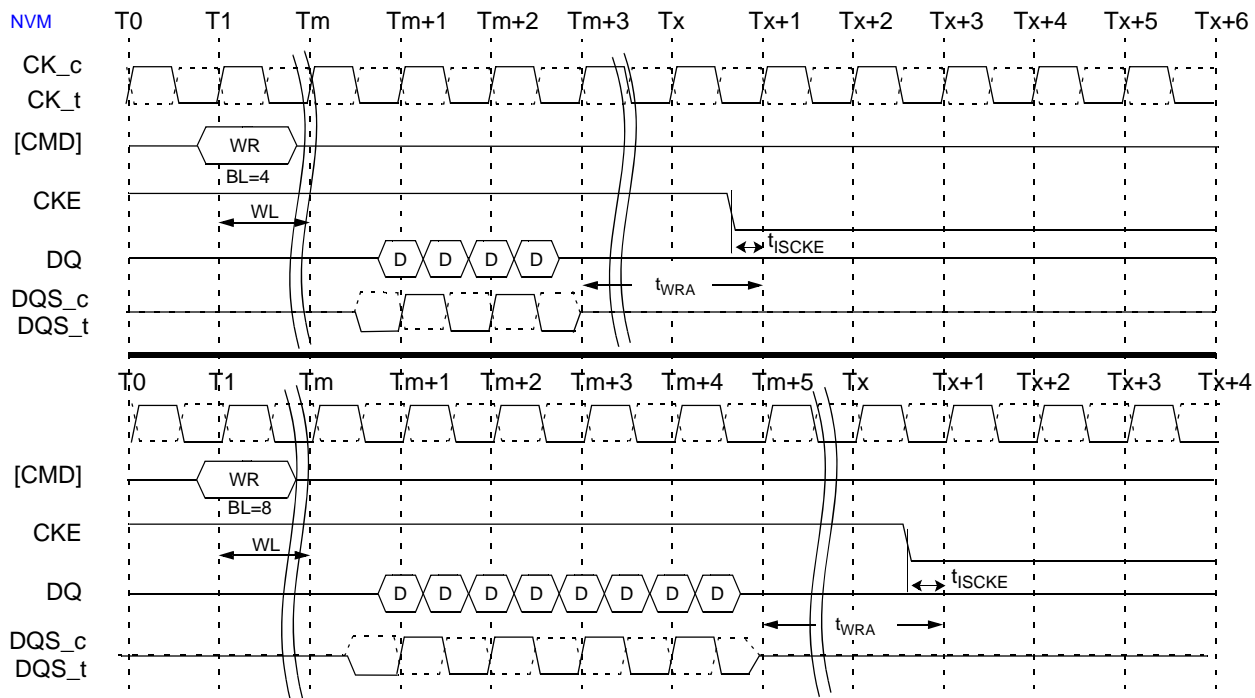 NVM T0 T1 Tm Tm+1 Tm+2 Tm+3 Tx Tx+1 Tx+2 Tx+3 Tx+4 Tx+5 Tx+6
CK_c
CK_t
[CMD] WR
BL=4
CKE
WL
tISCKE
DQ D D D D
tWRA
DQS_c
DQS_t
T0 T1 Tm Tm+1 Tm+2 Tm+3 Tm+4 Tm+5 Tx Tx+1 Tx+2 Tx+3 Tx+4
[CMD] WR
BL=8
CKE
WL
tISCKE
DQ D D D D D D D D
tWRA
DQS_c
DQS_t